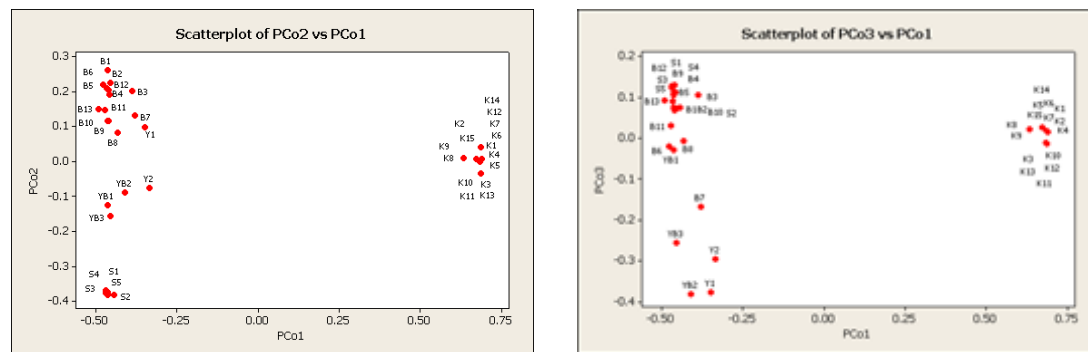 Scatterplot of PCo2 vs PCo1
0.3
0.2
0.1
0.0
-0.1
-0.2
-0.3
-0.4
PCo2
B1
B6 B2
B5 B12
B4 B3
B13 B11
B10 B7
B9 Y1
B8
YB2 Y2
YB1
YB3
S4 S1
S3 S5
S2
K14
K12
K2 K7
K15 K6
K9 K1
K8 K4
K5
K10 K3
K11 K13
-0.50 -0.25 0.00 0.25 0.50 0.75
PCo1
Scatterplot of PCo3 vs PCo1
0.2
0.1
0.0
-0.1
-0.2
-0.3
-0.4
PCo3
B12 S1 S4
S3 B9 B4
S5 B5
B13 B3
B1B2 B10 S2
B11
B6 B8
YB1
B7
YB3
Y2
YB2 Y1
K14
K5 K6 K1
K15 K7
K8 K2
K9 K4
K3 K10
K13 K12
K11
-0.50 -0.25 0.00 0.25 0.50 0.75
PCo1